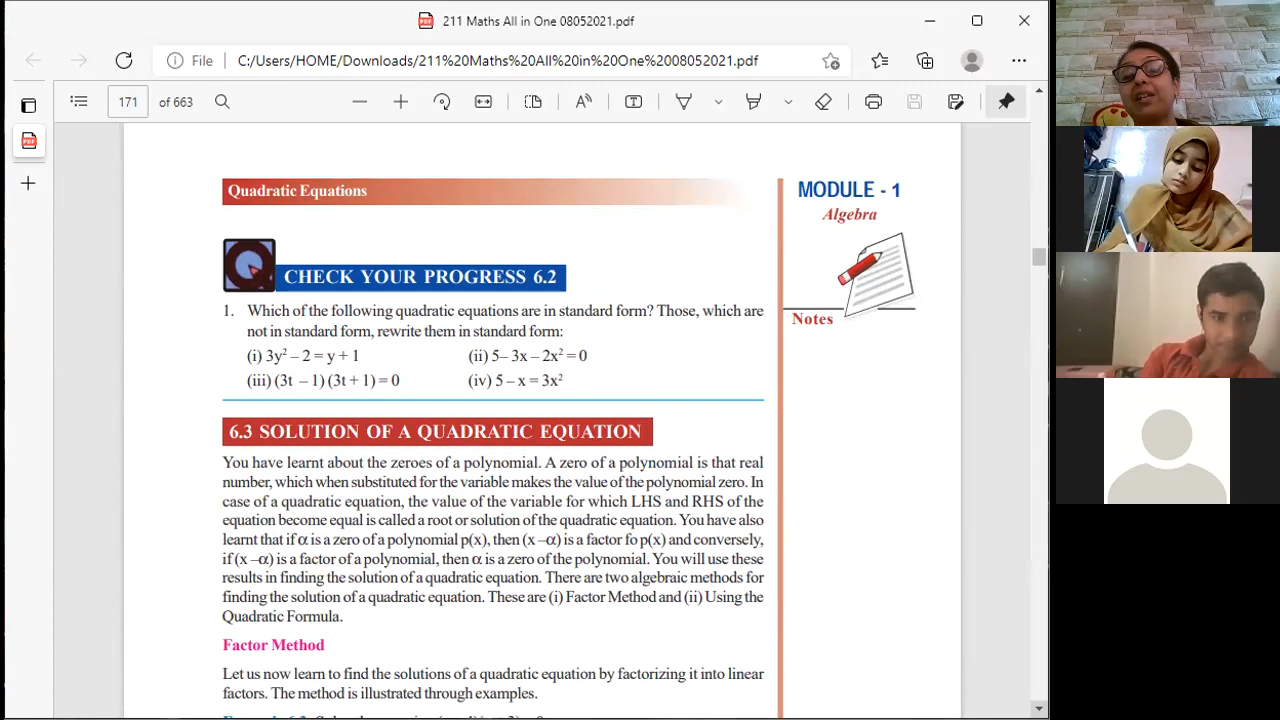 211 Maths All in One 08052021.pdf
File C:/Users/HOME/Downloads/211%20Maths%20All%20in%20One%2008052021.pdf
171 of 663
Quadratic Equations
MODULE - 1
Algebra
CHECK YOUR PROGRESS 6.2
1. Which of the following quadratic equations are in standard form? Those, which are
not in standard form, rewrite them in standard form:
Notes
(i) 3y² – 2 = y + 1 (ii) 5– 3x – 2x² = 0
(iii) (3t – 1) (3t + 1) = 0 (iv) 5 – x = 3x²
6.3 SOLUTION OF A QUADRATIC EQUATION
You have learnt about the zeroes of a polynomial. A zero of a polynomial is that real
number, which when substituted for the variable makes the value of the polynomial zero. In
case of a quadratic equation, the value of the variable for which LHS and RHS of the
equation become equal is called a root or solution of the quadratic equation. You have also
learnt that if α is a zero of a polynomial p(x), then (x –α) is a factor fo p(x) and conversely,
if (x –α) is a factor of a polynomial, then α is a zero of the polynomial. You will use these
results in finding the solution of a quadratic equation. There are two algebraic methods for
finding the solution of a quadratic equation. These are (i) Factor Method and (ii) Using the
Quadratic Formula.
Factor Method
Let us now learn to find the solutions of a quadratic equation by factorizing it into linear
factors. The method is illustrated through examples.